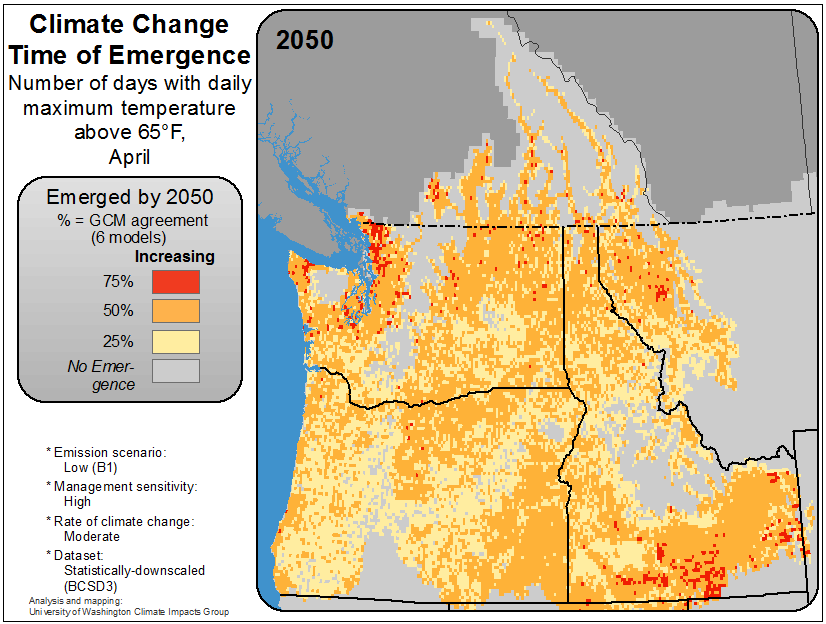 Climate Change
Time of Emergence
Number of days with daily
maximum temperature
above 65°F,
April
2050
Emerged by 2050
% = GCM agreement
(6 models)
Increasing
75%
50%
25%
No Emer-
gence
* Emission scenario:
Low (B1)
* Management sensitivity:
High
* Rate of climate change:
Moderate
* Dataset:
Statistically-downscaled
(BCSD3)
Analysis and mapping:
University of Washington Climate Impacts Group